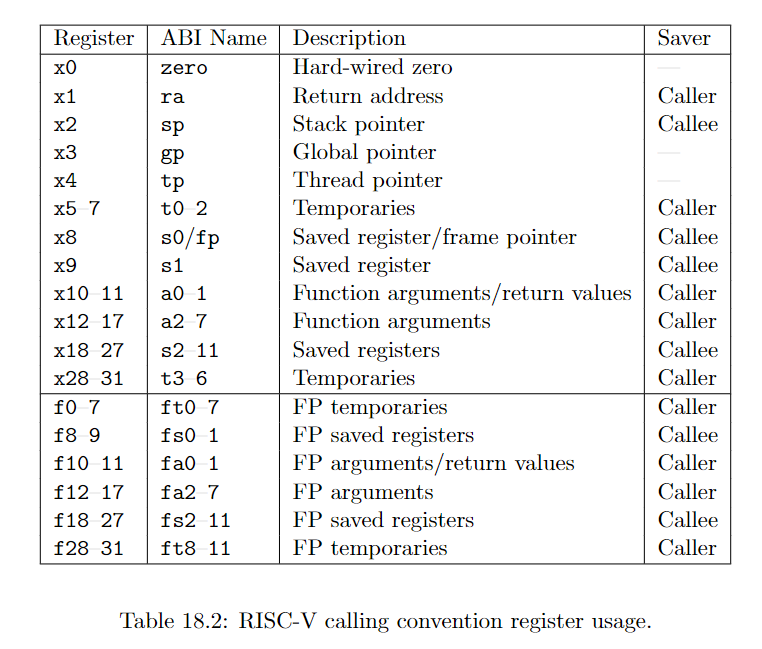 Register ABI Name Description Saver
x0 zero Hard-wired zero —
x1 ra Return address Caller
x2 sp Stack pointer Callee
x3 gp Global pointer —
x4 tp Thread pointer —
x5–7 t0–2 Temporaries Caller
x8 s0/fp Saved register/frame pointer Callee
x9 s1 Saved register Callee
x10–11 a0–1 Function arguments/return values Caller
x12–17 a2–7 Function arguments Caller
x18–27 s2–11 Saved registers Callee
x28–31 t3–6 Temporaries Caller
f0–7 ft0–7 FP temporaries Caller
f8–9 fs0–1 FP saved registers Callee
f10–11 fa0–1 FP arguments/return values Caller
f12–17 fa2–7 FP arguments Caller
f18–27 fs2–11 FP saved registers Callee
f28–31 ft8–11 FP temporaries Caller
Table 18.2: RISC-V calling convention register usage.